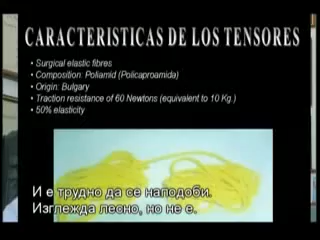 CARACTERISTICAS DE LOS TENSORES
• Surgical elastic fibres
• Composition: Poliamid (Policaproamida)
• Origin: Bulgary
• Traction resistance of 60 Newtons (equivalent to 10 Kg.)
• 50% elasticity
И е трудно да се наподоби.
Изглежда лесно, но не е.